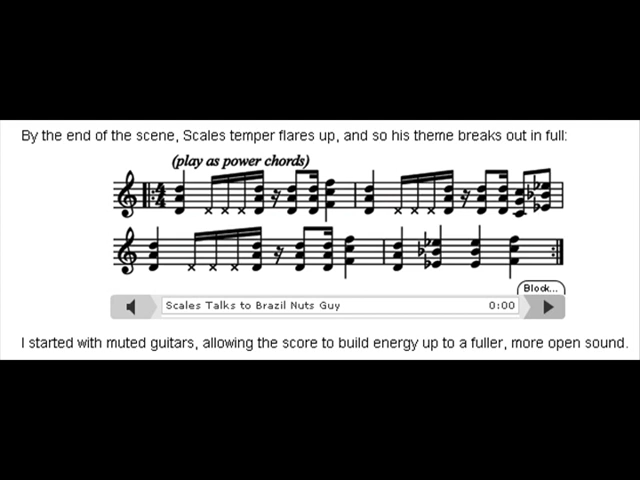 By the end of the scene, Scales temper flares up, and so his theme breaks out in full:
(play as power chords)
4
4
Block...
Scales Talks to Brazil Nuts Guy 0:00
I started with muted guitars, allowing the score to build energy up to a fuller, more open sound.